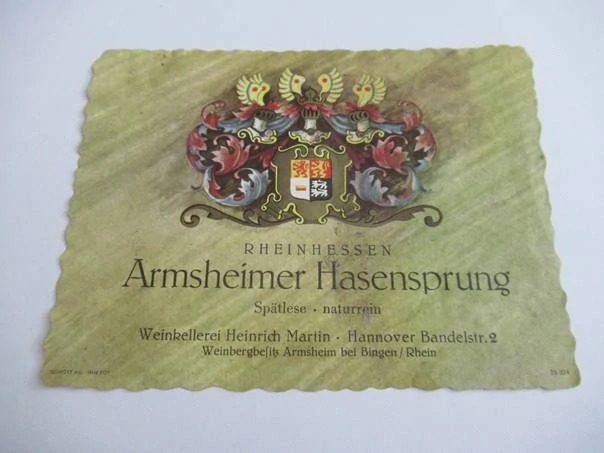 RHEINHESSEN
Armsheimer Hasensprung
Spätlese · naturrein
Weinkellerei Heinrich Martin · Hannover Bandelstr. 2
Weinbergbeſitz Armsheim bei Bingen / Rhein